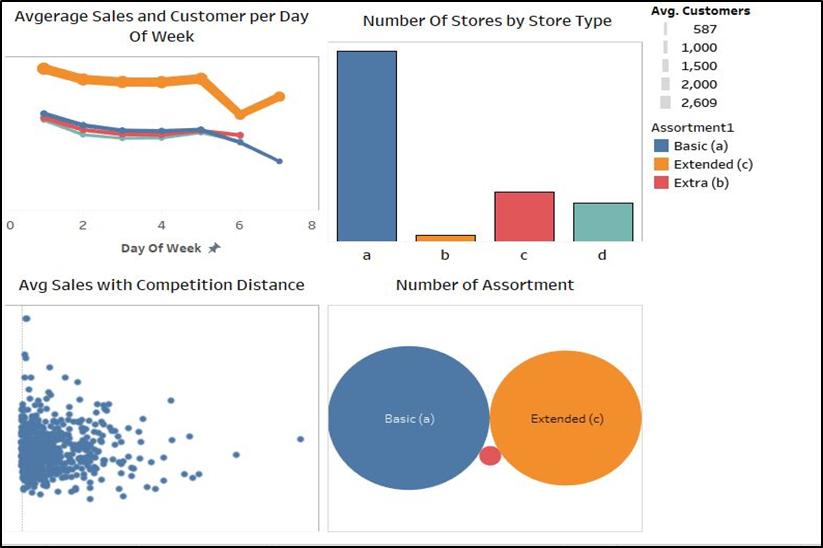 Avgerage Sales and Customer per Day
Of Week
0 2 4 6 8
Day Of Week
Number Of Stores by Store Type
a b c d
Avg. Customers
587
1,000
1,500
2,000
2,609
Assortment1
Basic (a)
Extended (c)
Extra (b)
Avg Sales with Competition Distance
Number of Assortment
Basic (a)
Extended (c)